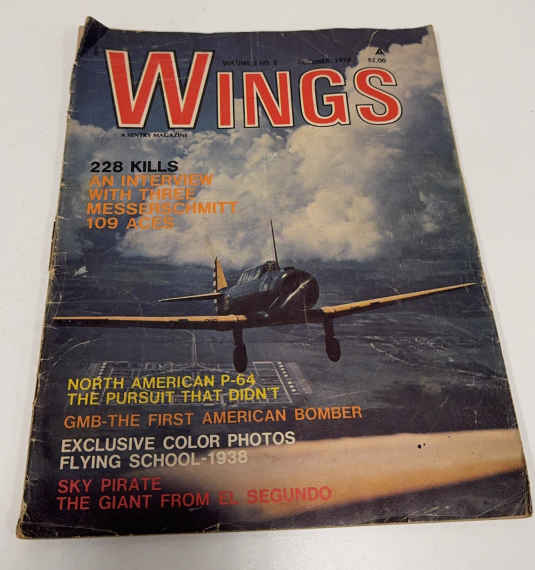 WINGS
VOLUME
$2.00
A SENTRY MAGAZINE
228 KILLS
AN INTERVIEW
WITH THREE
MESSERSCHMITT
109 ACES
NORTH AMERICAN P-64
THE PURSUIT THAT DIDN'T
GMB-THE FIRST AMERICAN BOMBER
EXCLUSIVE COLOR PHOTOS
FLYING SCHOOL-1938
SKY PIRATE
THE GIANT FROM EL SEGUNDO